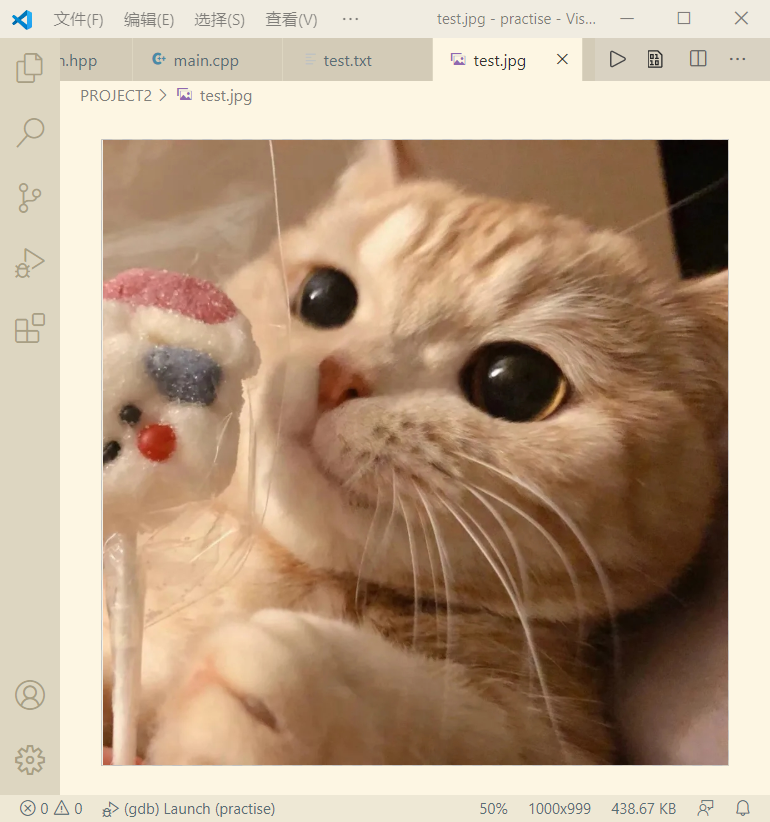 文件(F) 编辑(E) 选择(S) 查看(V) ··· test.jpg - practise - Vis...
n.hpp main.cpp test.txt test.jpg
PROJECT2 > test.jpg
0 0 (gdb) Launch (practise) 50% 1000x999 438.67 KB